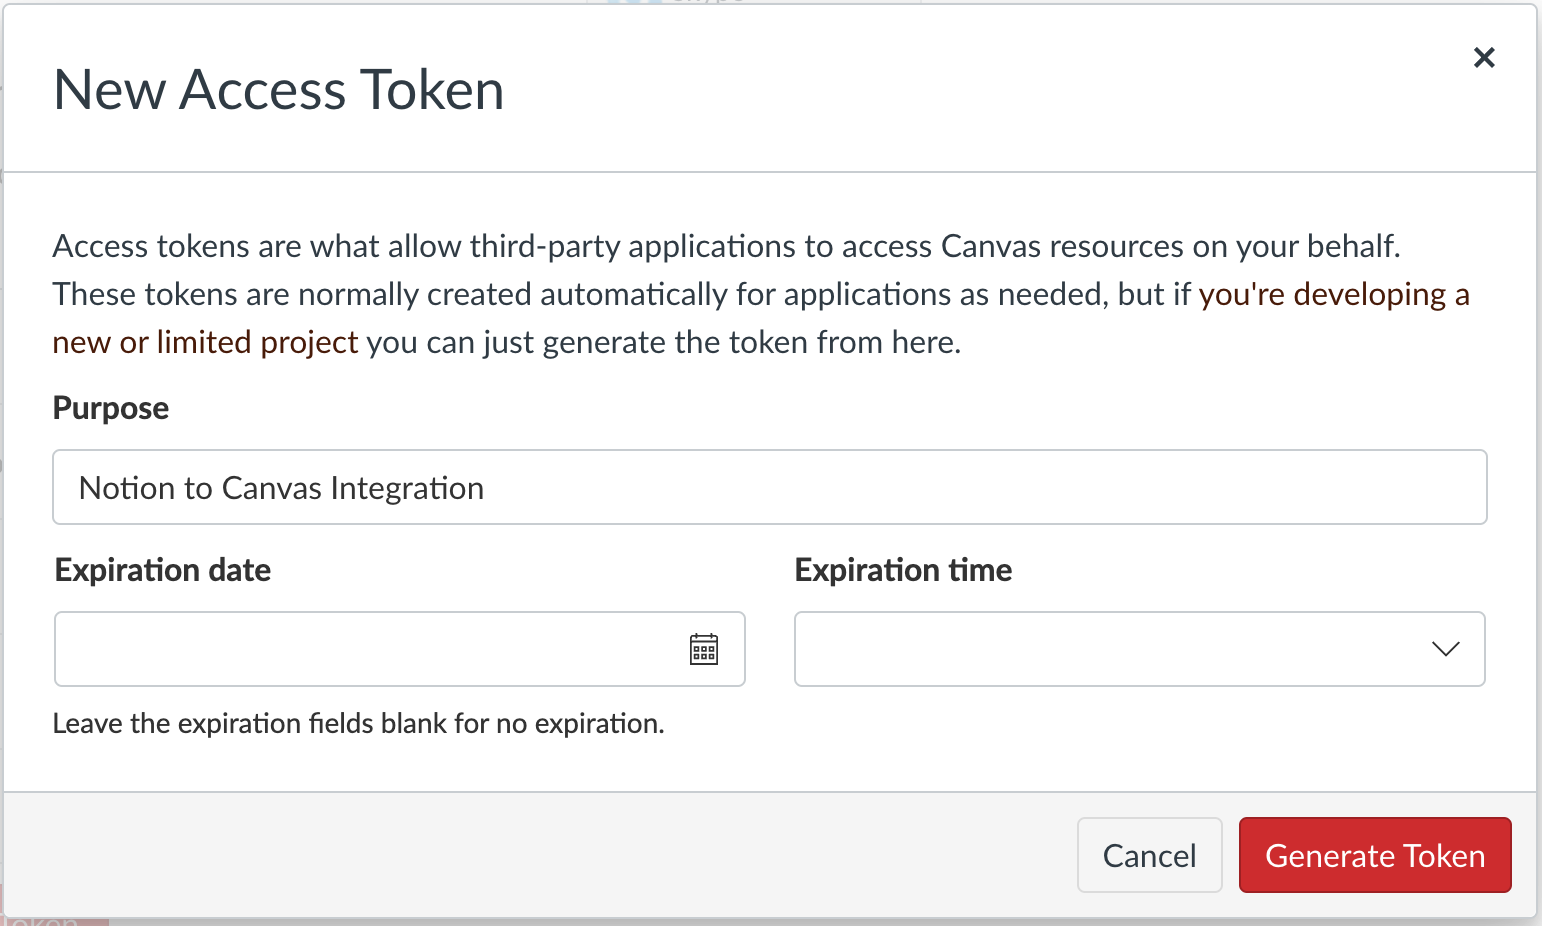 New Access Token
Access tokens are what allow third-party applications to access Canvas resources on your behalf.
These tokens are normally created automatically for applications as needed, but if you're developing a
new or limited project you can just generate the token from here.
Purpose
Notion to Canvas Integration
Expiration date
Expiration time
Leave the expiration fields blank for no expiration.
Cancel
Generate Token